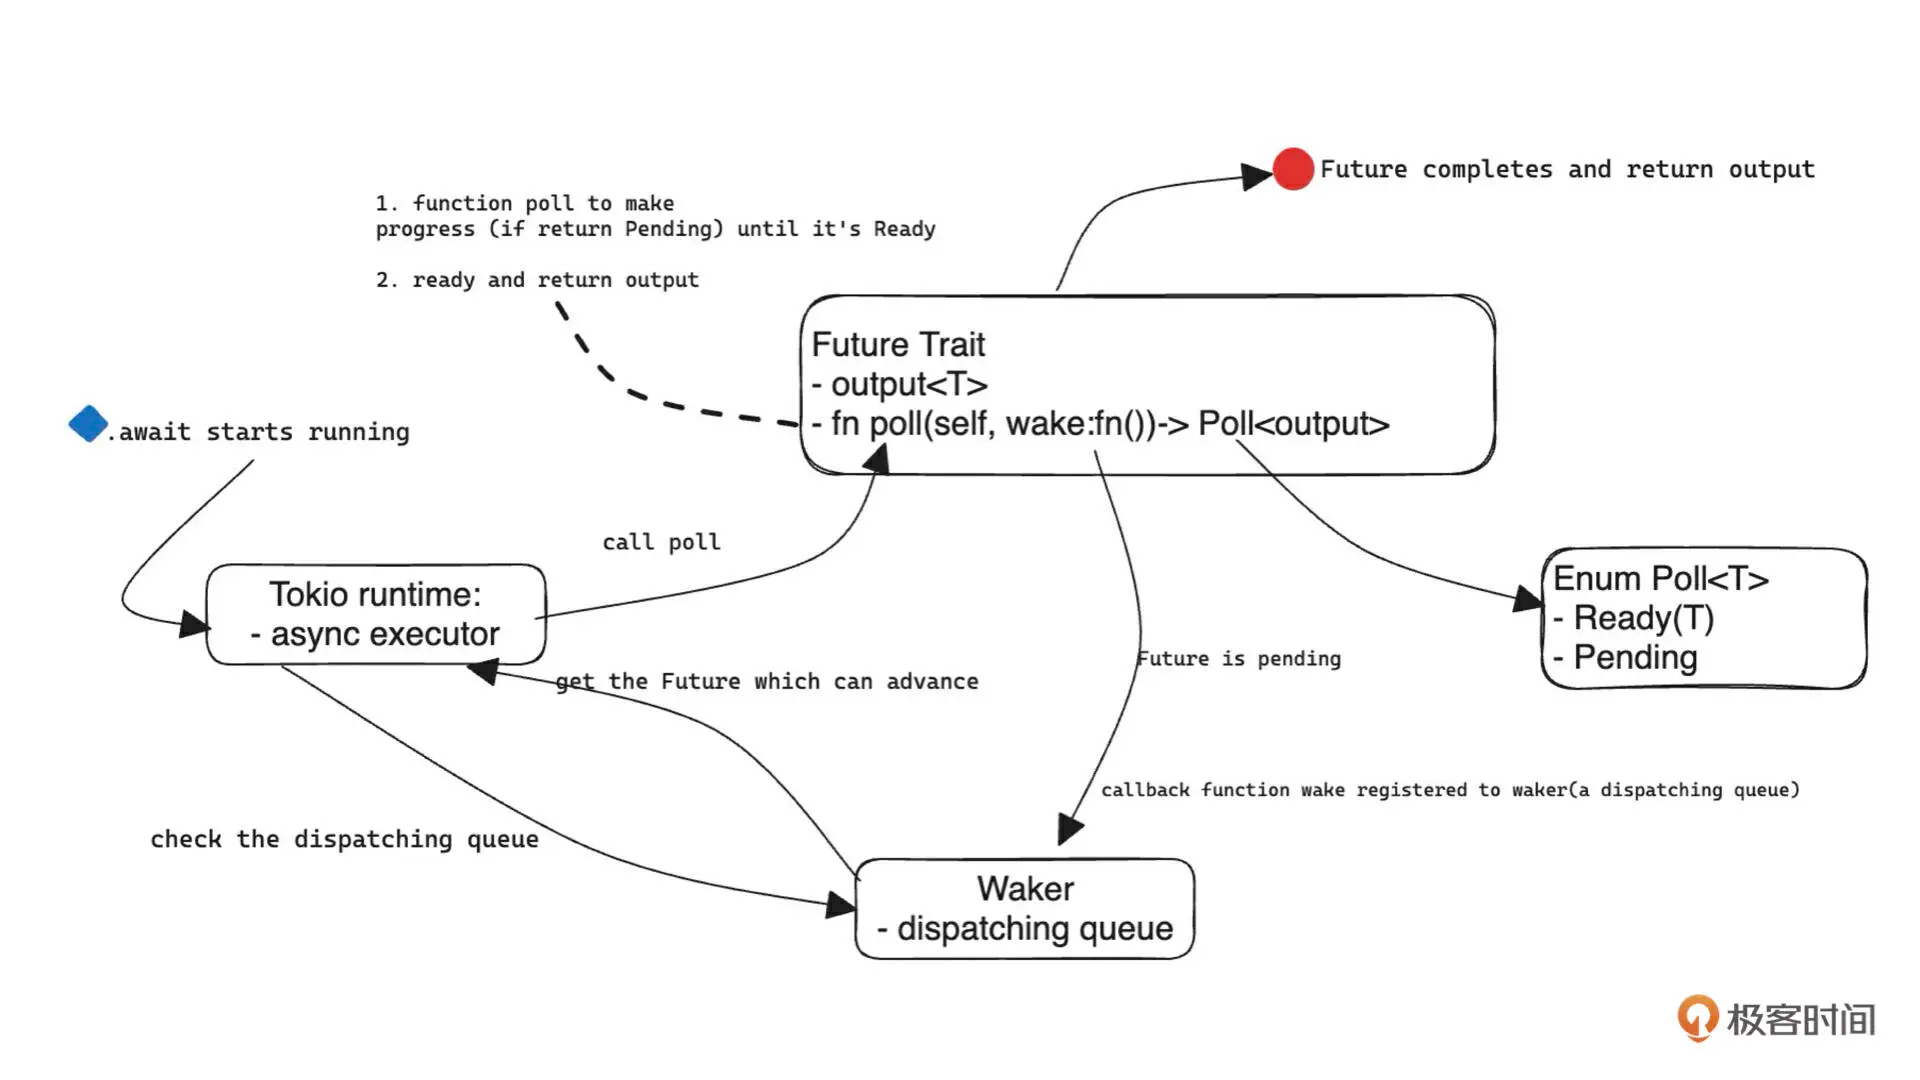 Future completes and return output
1. function poll to make
progress (if return Pending) until it's Ready
2. ready and return output
Future Trait
- output<T>
- fn poll(self, wake:fn())-> Poll<output>
.await starts running
call poll
Tokio runtime:
- async executor
Enum Poll<T>
- Ready(T)
- Pending
Future is pending
get the Future which can advance
callback function wake registered to waker(a dispatching queue)
check the dispatching queue
Waker
- dispatching queue
极客时间